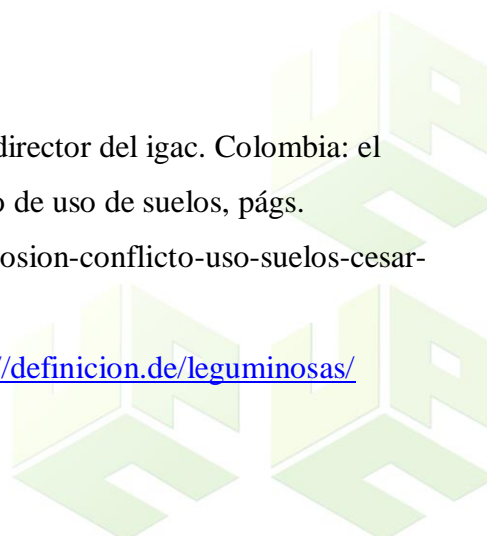 director del igac. Colombia: el
o de uso de suelos, págs.
osion-conflicto-uso-suelos-cesar-
//definicion.de/leguminosas/